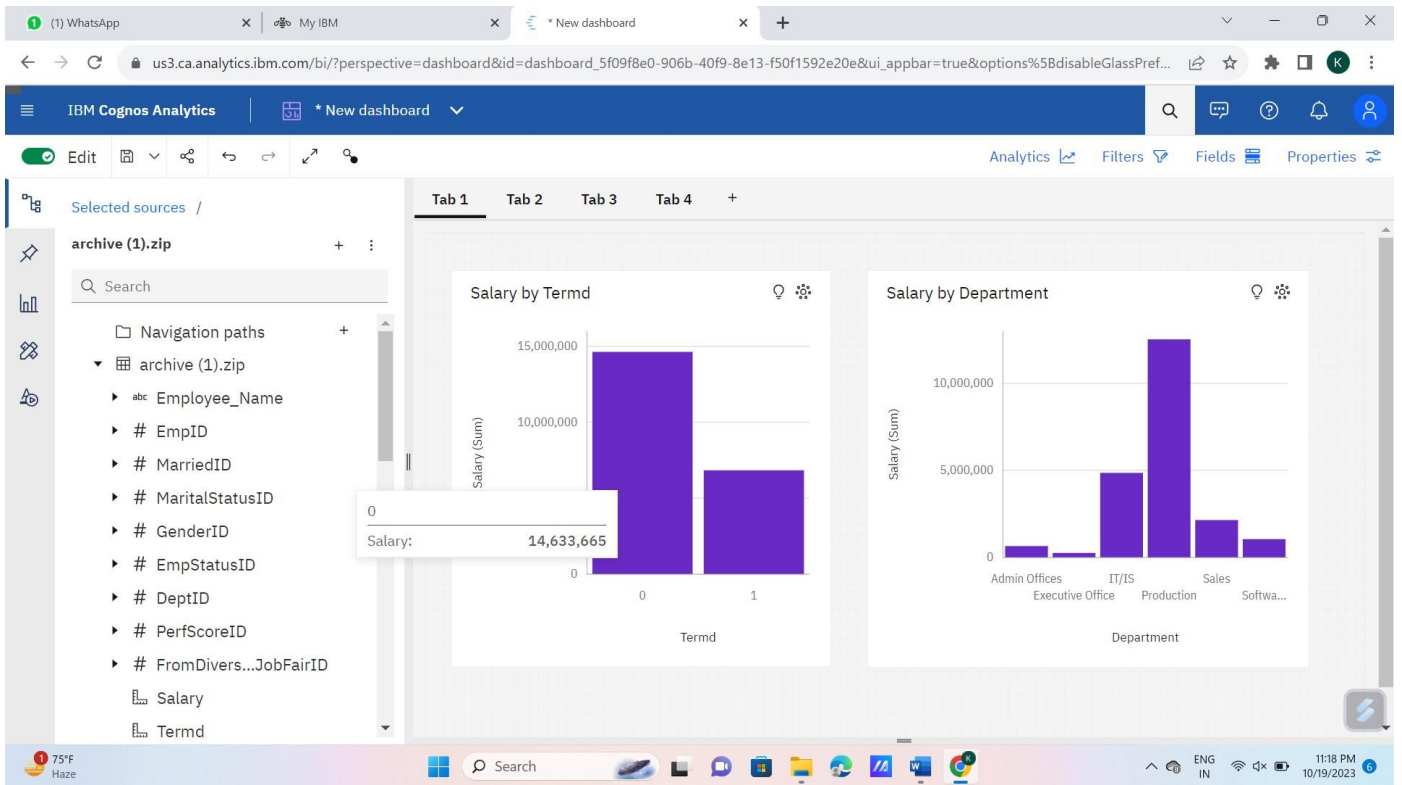 (1) WhatsApp
My IBM
* New dashboard
us3.ca.analytics.ibm.com/bi/?perspective=dashboard&id=dashboard_5f09f8e0-906b-40f9-8e13-f50f1592e20e&ui_appbar=true&options%5BdisableGlassPref...
K
IBM Cognos Analytics
* New dashboard
Edit
Analytics
Filters
Fields
Properties
Selected sources /
Tab 1
Tab 2
Tab 3
Tab 4
+
archive (1).zip
Search
Navigation paths
archive (1).zip
abc Employee_Name
# EmpID
# MarriedID
# MaritalStatusID
# GenderID
# EmpStatusID
# DeptID
# PerfScoreID
# FromDivers...JobFairID
Salary
Termd
Salary by Termd
15,000,000
10,000,000
0
Salary (Sum)
0
1
Termd
0
Salary: 14,633,665
Salary by Department
10,000,000
5,000,000
0
Salary (Sum)
Admin Offices
Executive Office
IT/IS
Production
Sales
Softwa...
Department
1
75°F
Haze
Search
K
ENG
IN
11:18 PM
10/19/2023
6